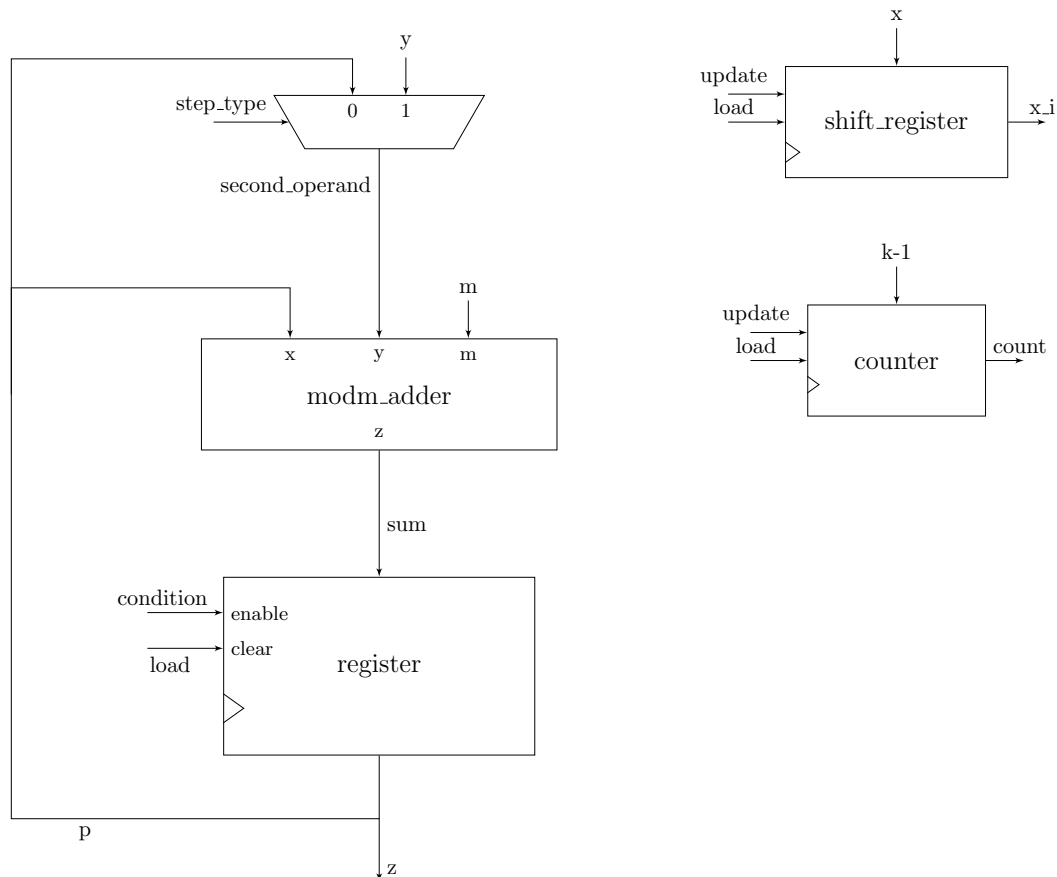 y
step_type
0 1
second_operand
m
x y m
modm_adder
z
sum
condition
enable
clear
load
register
p
z
x
update
load
shift_register
x_i
k-1
update
load
counter
count